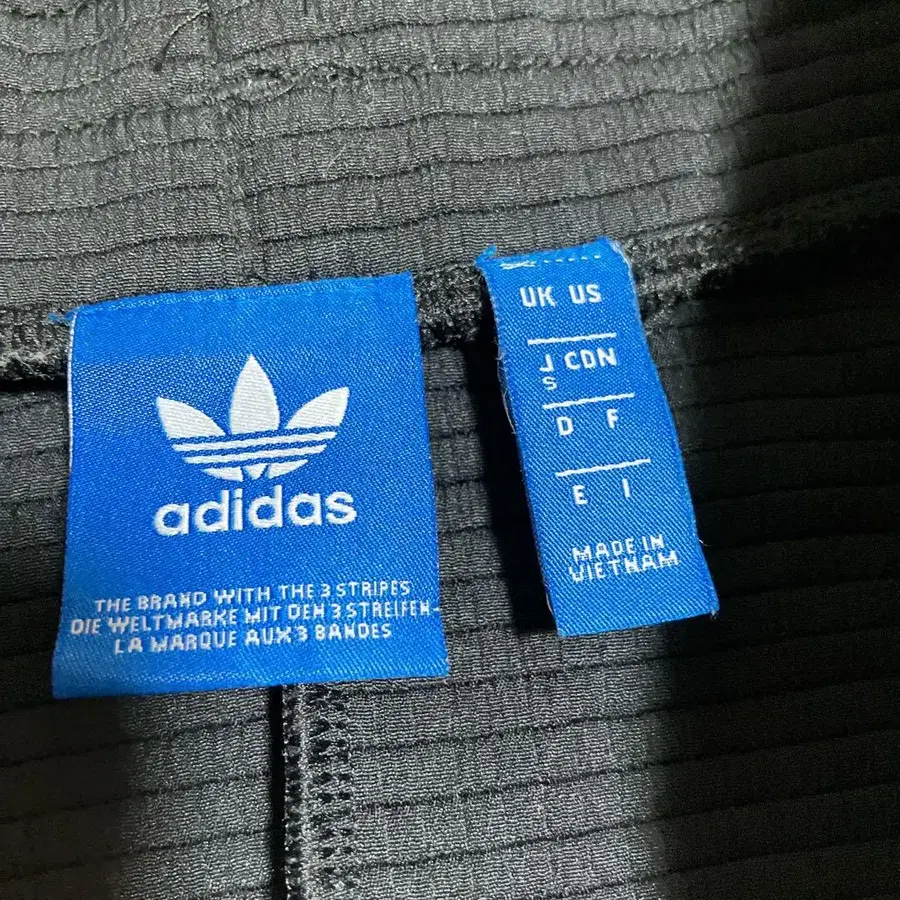 adidas
THE BRAND WITH THE 3 STRIPES
DIE WELTMARKE MIT DEN 3 STREIFEN
LA MARQUE AUX 3 BANDES
UK US
J CDN
S
D F
E I
MADE IN
VIETNAM